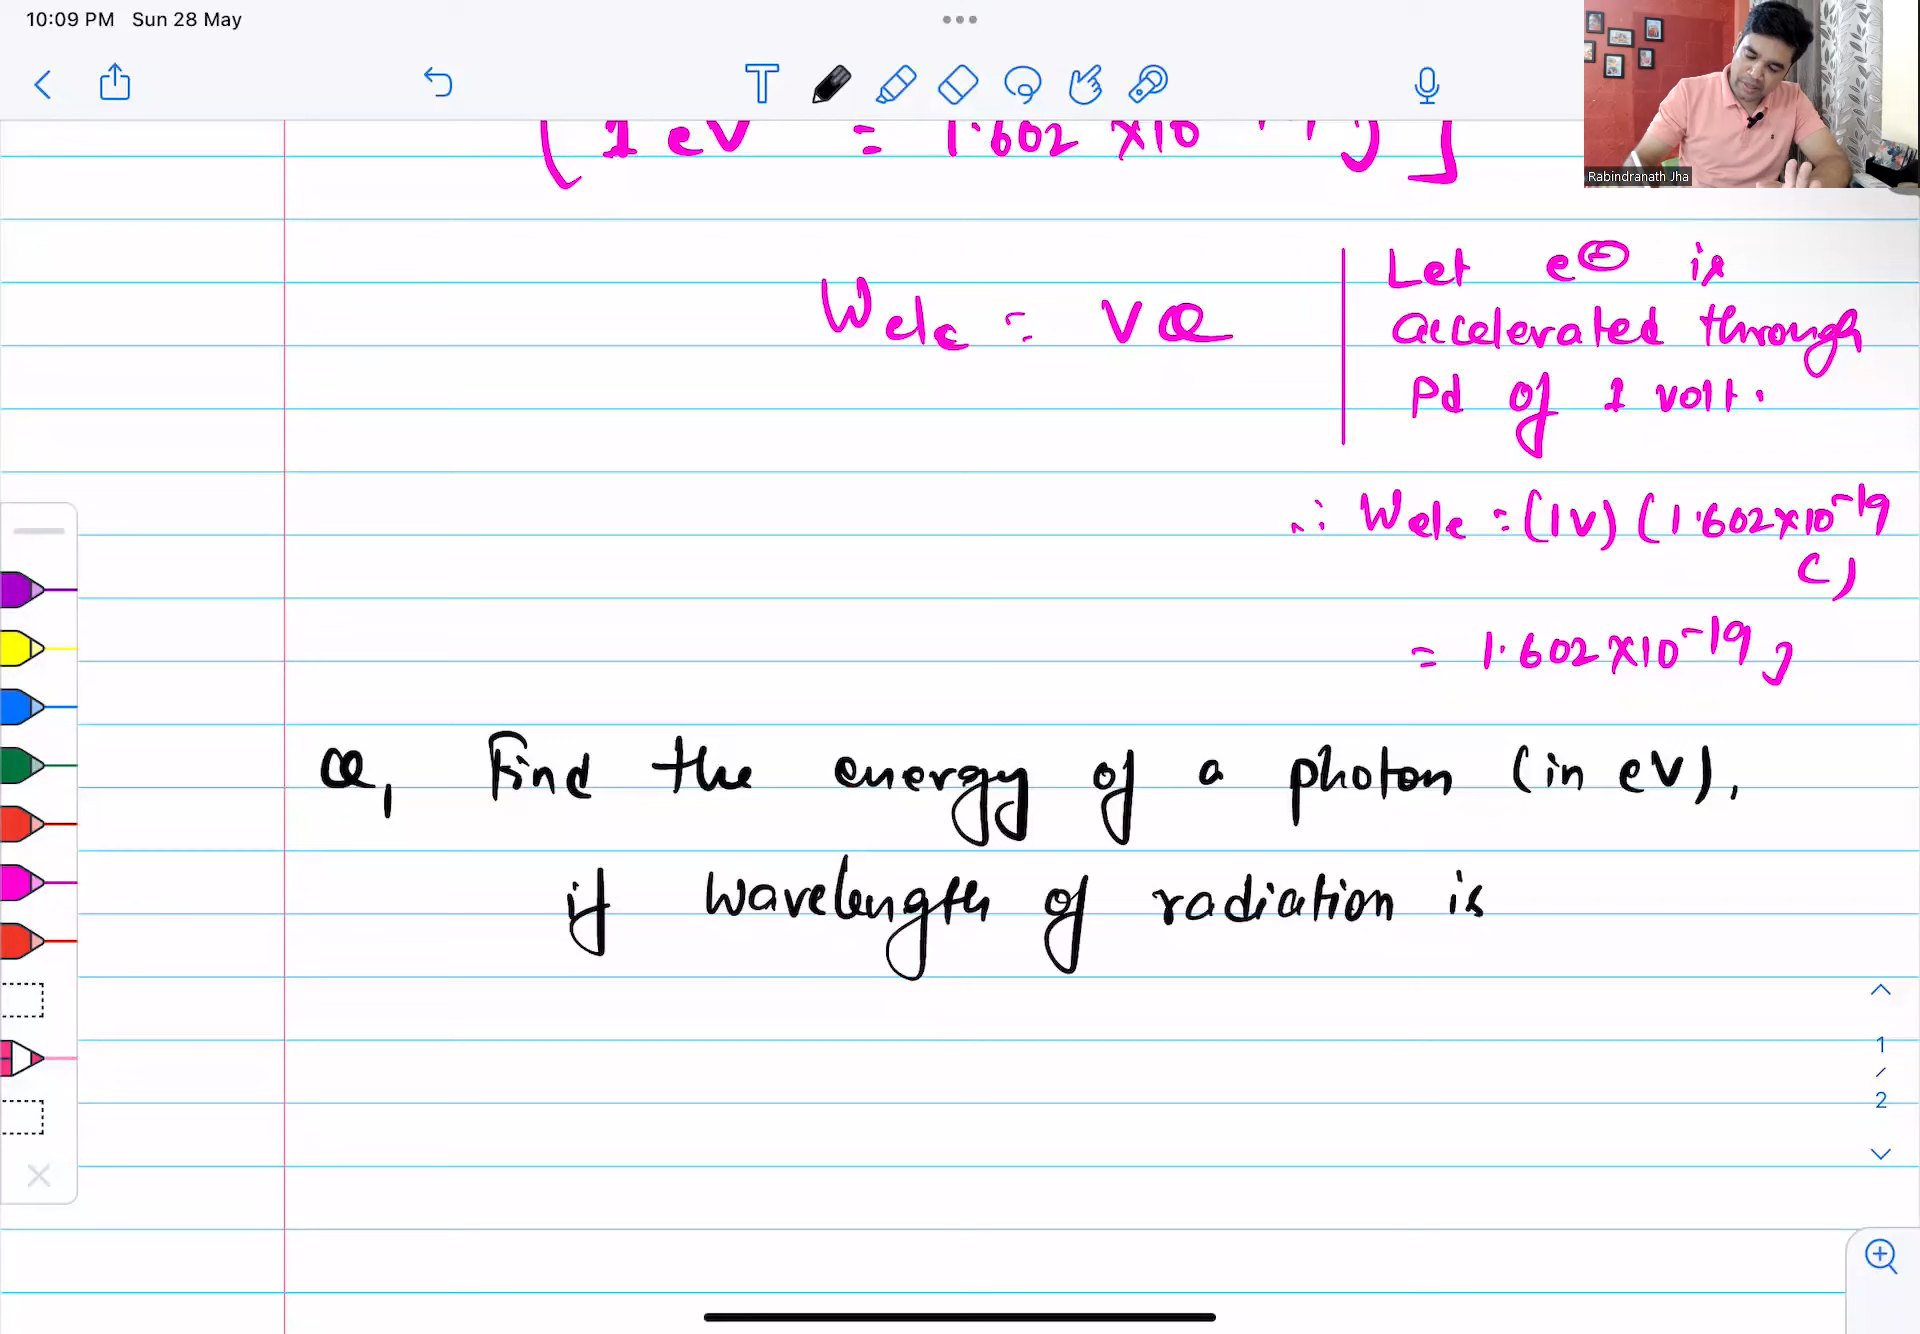 10:09 PM Sun 28 May
Rabindranath Jha
[1 eV = 1.602 × 10⁻¹⁹ J]
Welc = VQ
Let e⊖ is
accelerated through
Pd of 1 volt.
∴ Wele = (1V) (1.602×10⁻¹⁹
C)
= 1.602×10⁻¹⁹ J
Q, Find the energy of a photon (in eV),
if wavelength of radiation is
1
/
2